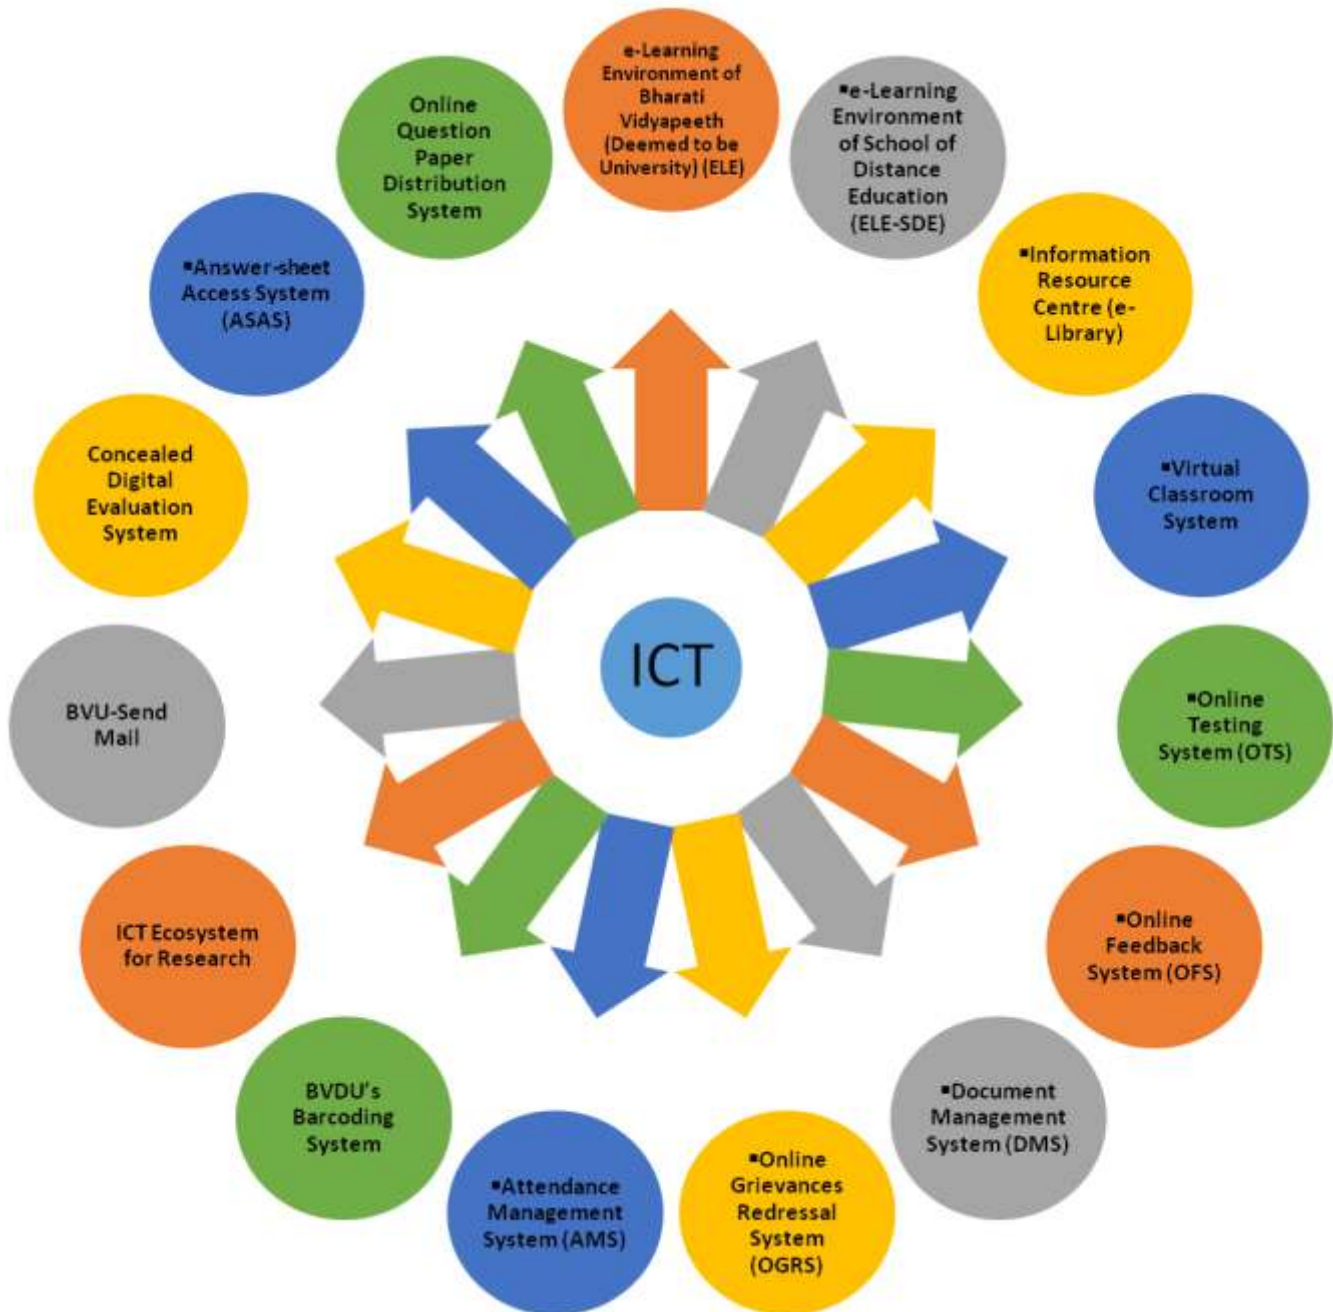 e-Learning
Environment of
Bharati
Vidyapeeth
(Deemed to be
University) (ELE)
▪e-Learning
Environment
of School of
Distance
Education
(ELE-SDE)
▪Information
Resource
Centre (e-
Library)
▪Virtual
Classroom
System
▪Online
Testing
System (OTS)
▪Online
Feedback
System (OFS)
▪Document
Management
System (DMS)
▪Online
Grievances
Redressal
System
(OGRS)
▪Attendance
Management
System (AMS)
BVDU's
Barcoding
System
ICT Ecosystem
for Research
BVU-Send
Mail
Concealed
Digital
Evaluation
System
▪Answer-sheet
Access System
(ASAS)
Online
Question
Paper
Distribution
System
ICT